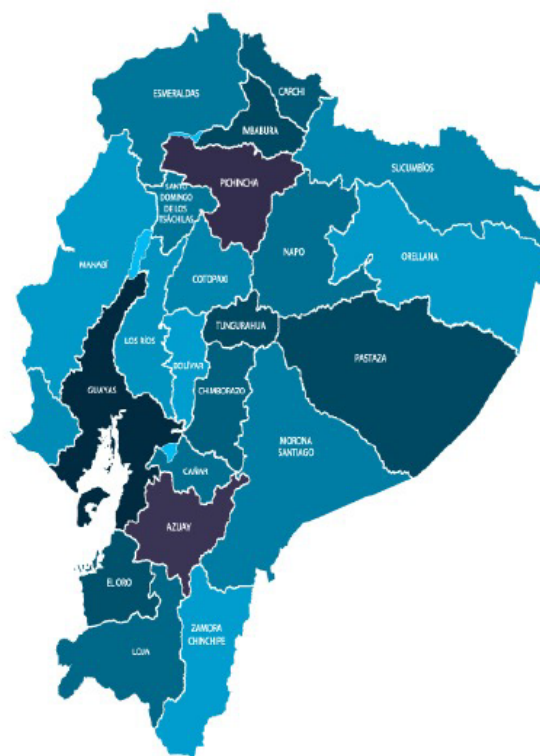 ESMERALDAS
CARCHI
IMBABURA
SUCUMBÍOS
PICHINCHA
SANTO
DOMINGO
DE LOS
TSÁCHILAS
NAPO
ORELLANA
MANABÍ
COTOPAXI
LOS RÍOS
TUNGURAHUA
PASTAZA
BOLÍVAR
GUAYAS
CHIMBORAZO
MORONA
SANTIAGO
CAÑAR
AZUAY
EL ORO
ZAMORA
CHINCHIPE
LOJA